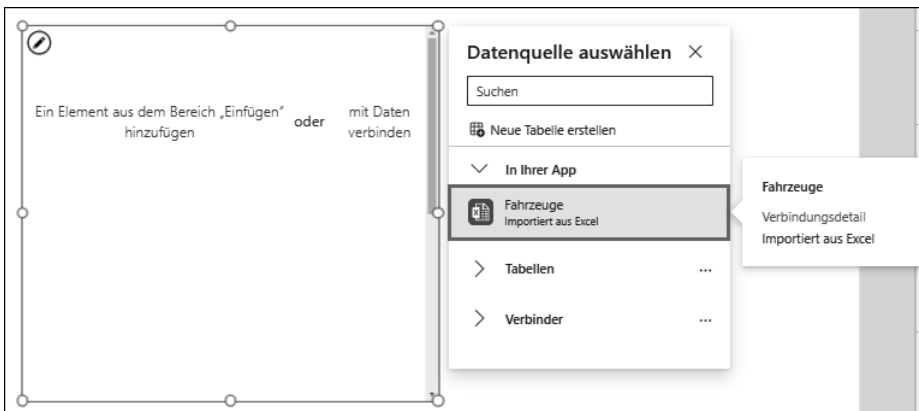 Ein Element aus dem Bereich „Einfügen“
hinzufügen
oder
mit Daten
verbinden
Datenquelle auswählen
Suchen
Neue Tabelle erstellen
In Ihrer App
Fahrzeuge
Importiert aus Excel
Tabellen
...
Verbinder
...
Fahrzeuge
Verbindungsdetail
Importiert aus Excel